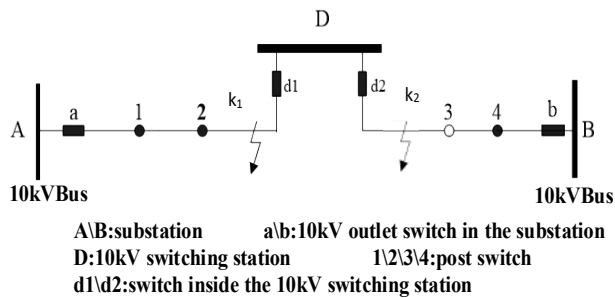 D
d1
d2
k1
k2
a
1
2
3
4
b
A
B
10kVBus
10kVBus
A\B:substation a\b:10kV outlet switch in the substation
D:10kV switching station 1\2\3\4:post switch
d1\d2:switch inside the 10kV switching station